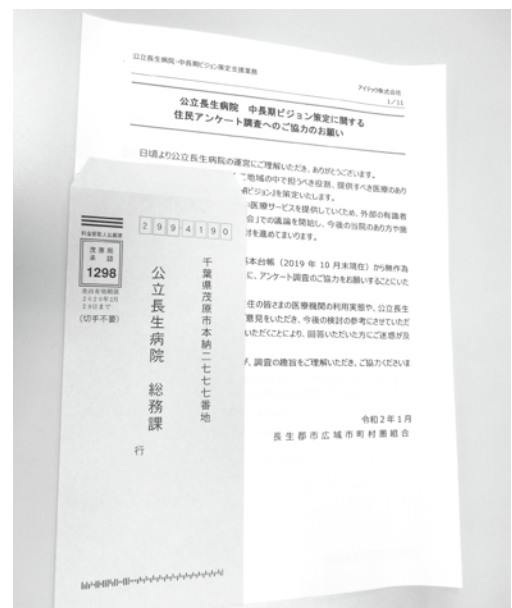 公立長生病院・中長期ビジョン策定支援業務
アイテック株式会社
1/11
公立長生病院 中長期ビジョン策定に関する
住民アンケート調査へのご協力のお願い
日頃より公立長生病院の運営にご理解いただき、ありがとうございます。
地域の中で担うべき役割、提供すべき医療のあり
ビジョン』を策定いたします。
医療サービスを提供していくため、外部の有識者
会」での議論を開始し、今後の当院のあり方や施
討を進めてまいります。
本台帳(2019 年 10 月末現在)から無作為
に、アンケート調査のご協力をお願いすることにいた
住の皆さまの医療機関の利用実態や、公立長生
意見をいただき、今後の検討の参考にさせていただ
いただくことにより、回答いただいた方にご迷惑が及
が、調査の趣旨をご理解いただき、ご協力くださいま
令和2年1月
長生郡市広域市町村圏組合
2994190
料金受取人払郵便
茂原局
承認
1298
差出有効期間
2020年2月
29日まで
(切手不要)
千葉県茂原市本納二七七七番地
公立長生病院 総務課
行